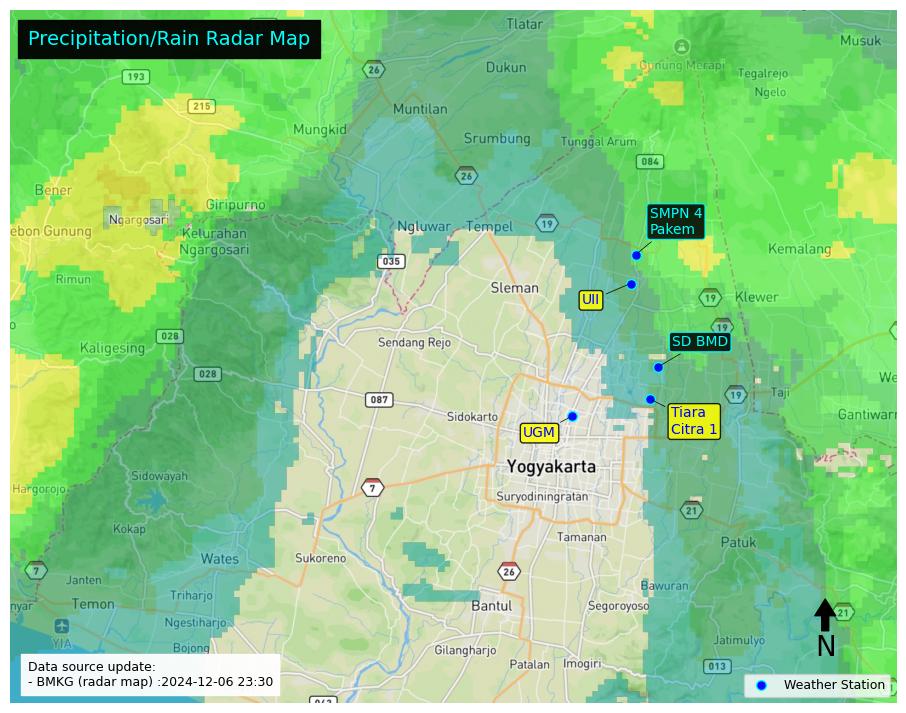 Precipitation/Rain Radar Map
Tlatar
Musuk
26
Gunung Merapi
Dukun
Tegalrejo
193
Ngelo
215
Muntilan
Mungkid
Srumbung
Tunggal Arum
084
26
Bener
Giripurno
SMPN 4
Pakem
Ngargosari
Ngluwar
Tempel
19
ebon Gunung
Kelurahan
Ngargosari
Kemalang
035
Rimun
Sleman
UII
19
Klewer
19
028
Sendang Rejo
SD BMD
Kaligesing
028
We
087
19
Taji
Sidokarto
Tiara
Citra 1
Gantiwarn
UGM
Yogyakarta
Sidowayah
Hargorojo
7
Suryodiningratan
21
Kokap
Tamanan
Patuk
Wates
Sukoreno
7
26
Janten
Bawuran
Triharjo
nyar
Temon
Bantul
Segoroyoso
21
Ngestiharjo
YIA
Jatimulyo
Bojong
Gilangharjo
N
Data source update:
- BMKG (radar map) :2024-12-06 23:30
Patalan
Imogiri
013
Weather Station